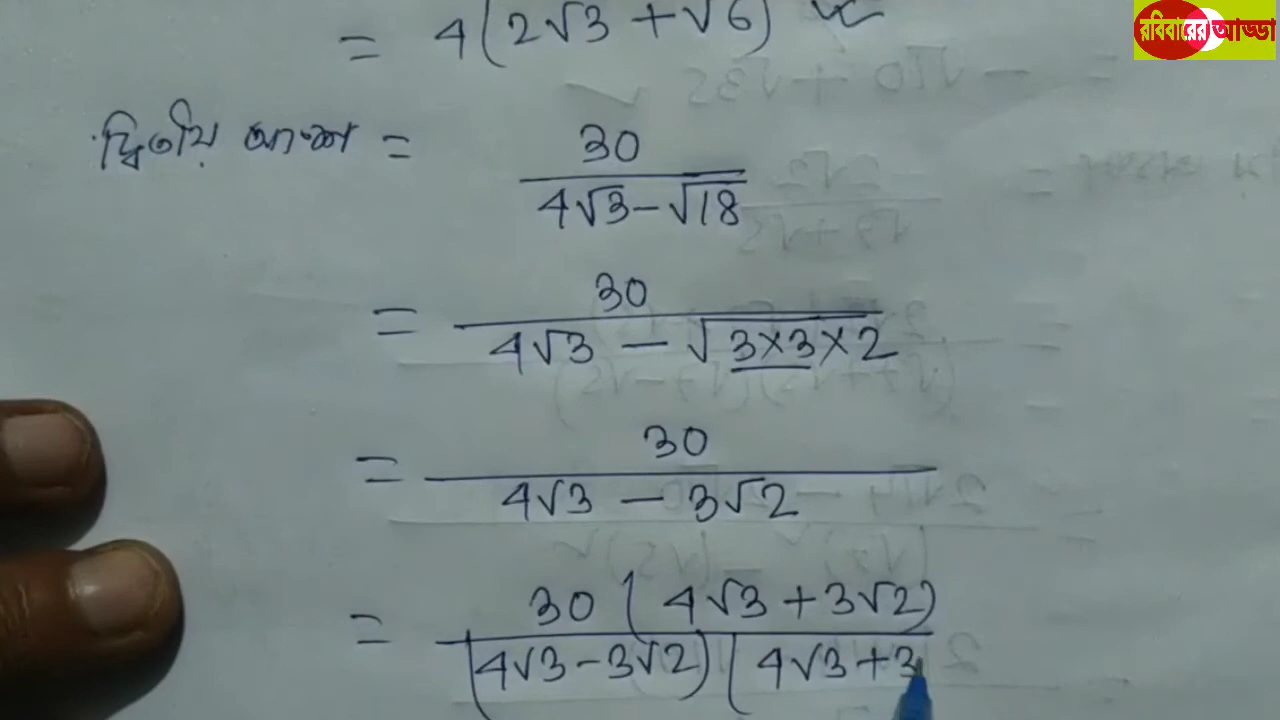 রবিবারের আড্ডা
= 4(2√3 + √6)
দ্বিতীয় অংশ = 30 / (4√3 - √18)
= 30 / (4√3 - √(3×3×2))
= 30 / (4√3 - 3√2)
= 30(4√3 + 3√2) / (4√3 - 3√2)(4√3 + 3